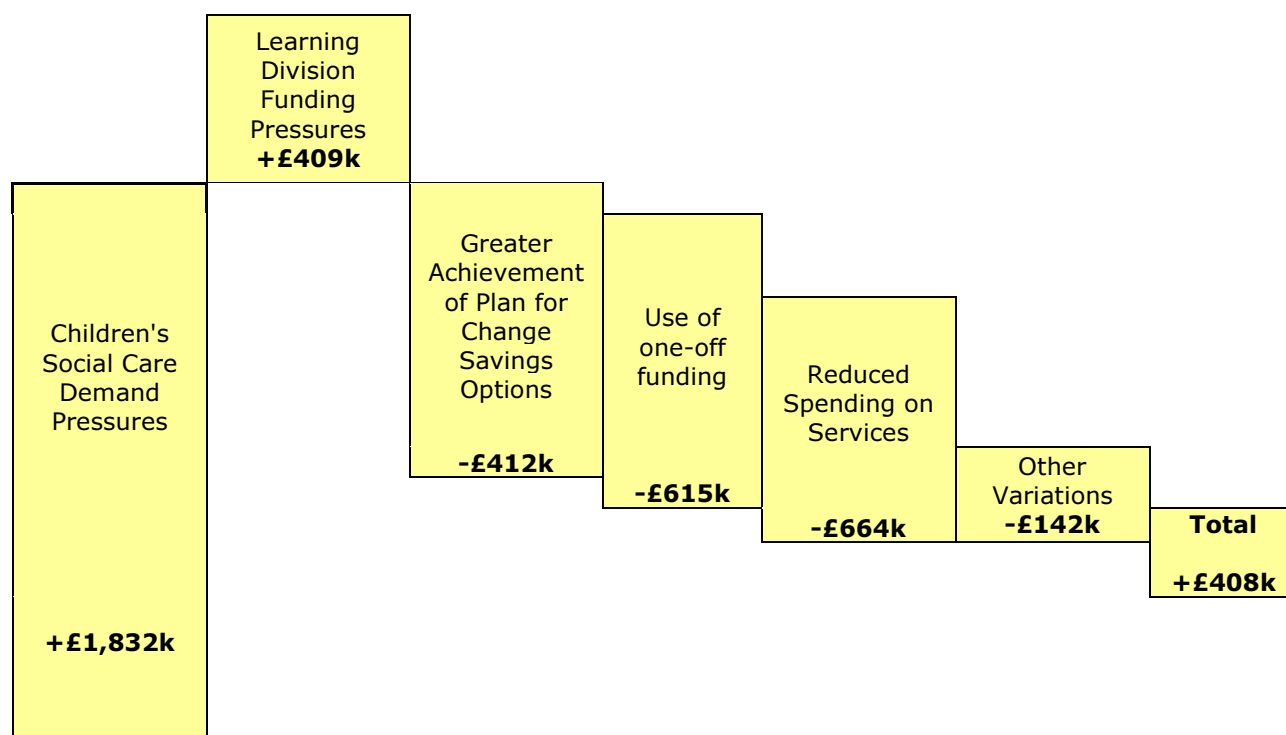 Learning
Division
Funding
Pressures
+£409k
Children's
Social Care
Demand
Pressures
+£1,832k
Greater
Achievement
of Plan for
Change
Savings
Options
-£412k
Use of
one-off
funding
-£615k
Reduced
Spending on
Services
-£664k
Other
Variations
-£142k
Total
+£408k